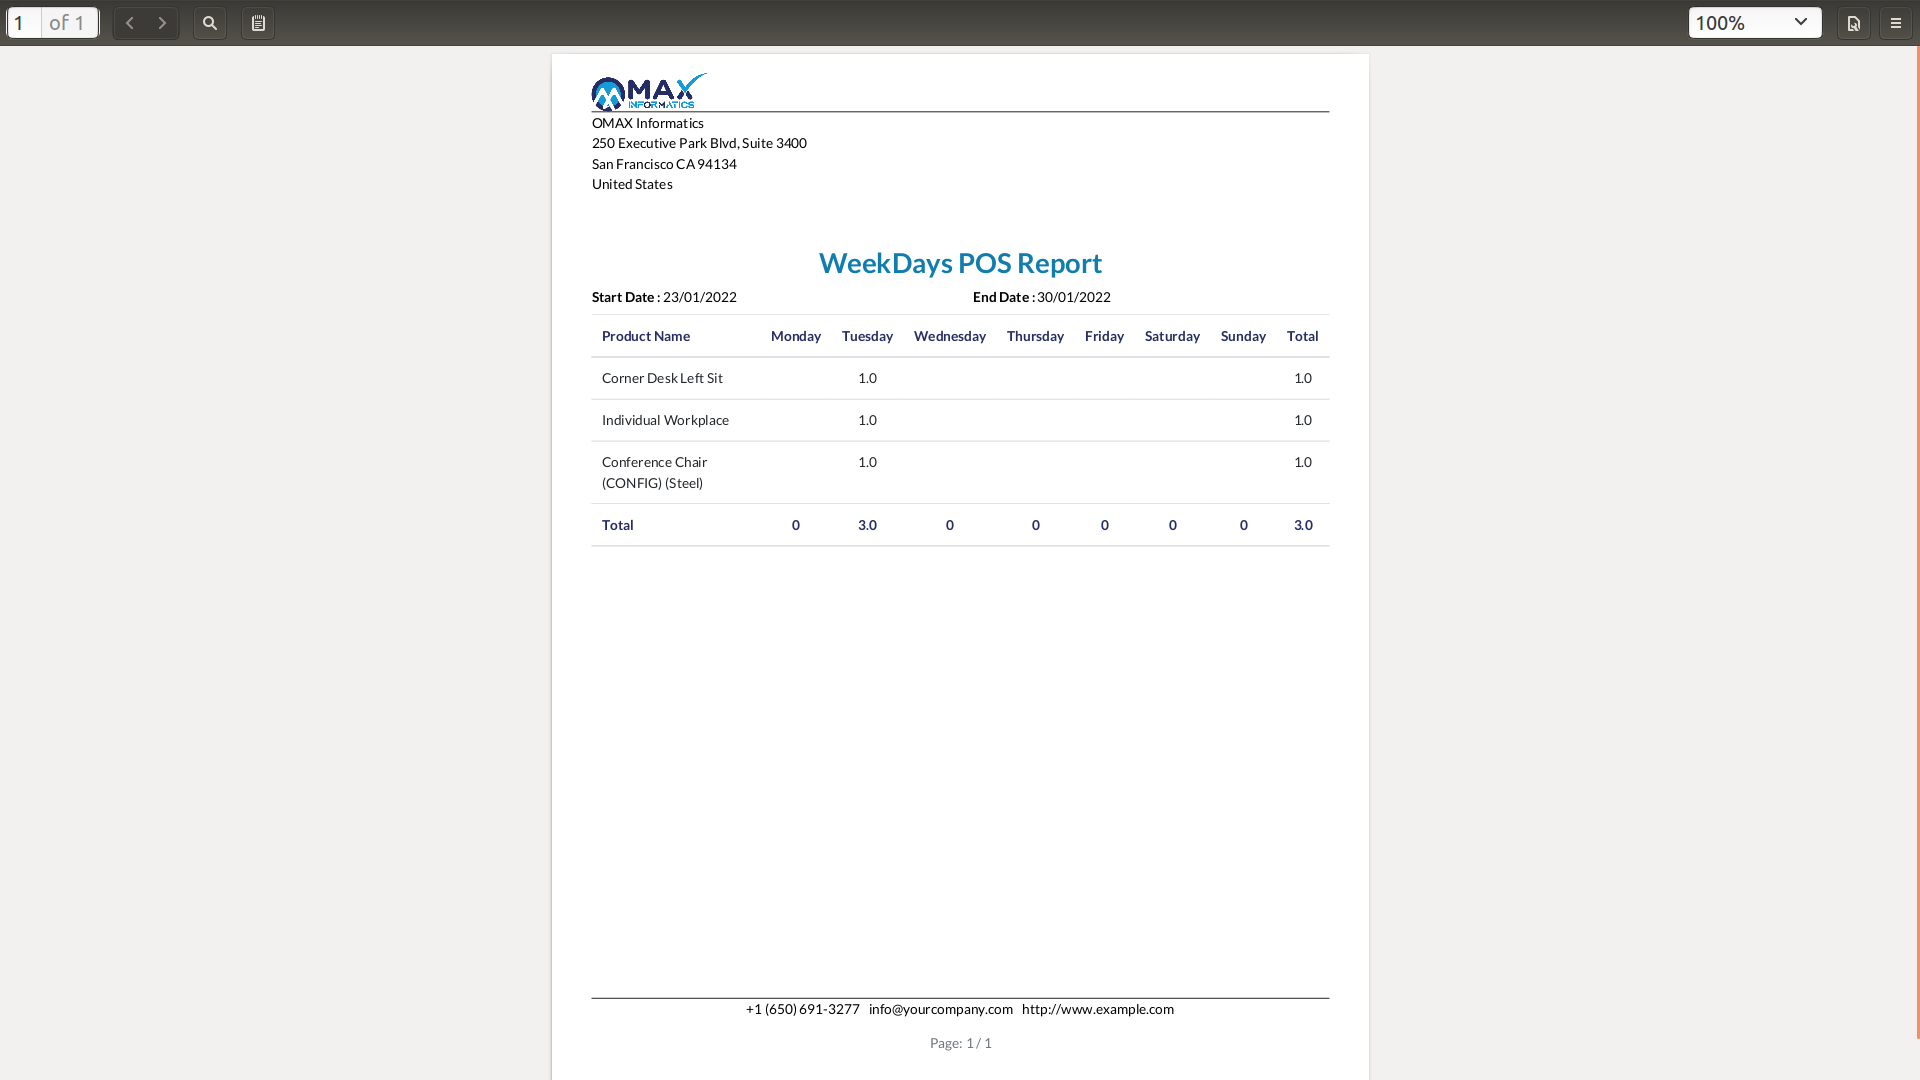 1 of 1
100%
OMAX
INFORMATICS
OMAX Informatics
250 Executive Park Blvd, Suite 3400
San Francisco CA 94134
United States
WeekDays POS Report
Start Date : 23/01/2022 End Date : 30/01/2022
Product Name Monday Tuesday Wednesday Thursday Friday Saturday Sunday Total
Corner Desk Left Sit 1.0 1.0
Individual Workplace 1.0 1.0
Conference Chair 1.0 1.0
(CONFIG) (Steel)
Total 0 3.0 0 0 0 0 0 3.0
+1 (650) 691-3277 info@yourcompany.com http://www.example.com
Page: 1 / 1